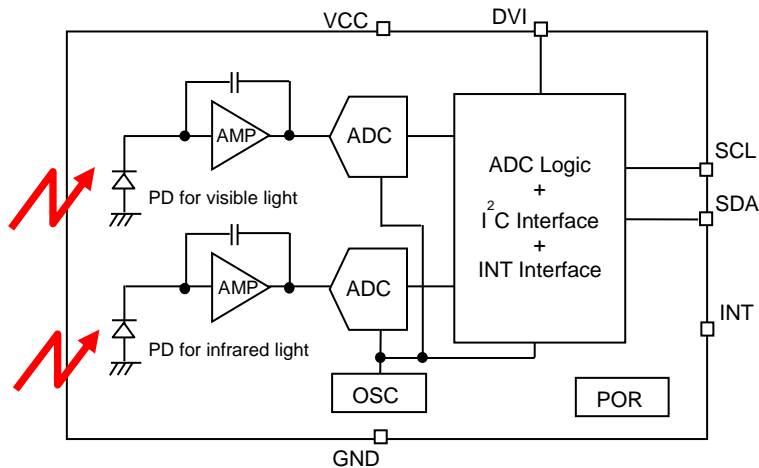 VCC
DVI
AMP
ADC
PD for visible light
ADC Logic
+
I²C Interface
+
INT Interface
SCL
SDA
AMP
ADC
PD for infrared light
INT
OSC
POR
GND